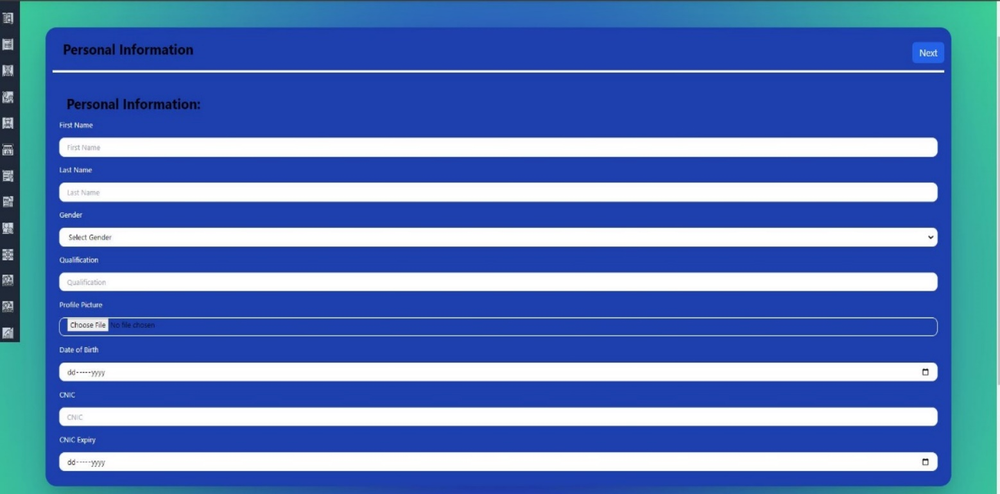 Personal Information
Next
Personal Information:
First Name
First Name
Last Name
Last Name
Gender
Select Gender
Qualification
Qualification
Profile Picture
Choose File No file chosen
Date of Birth
dd-----yyyy
CNIC
CNIC
CNIC Expiry
dd-----yyyy